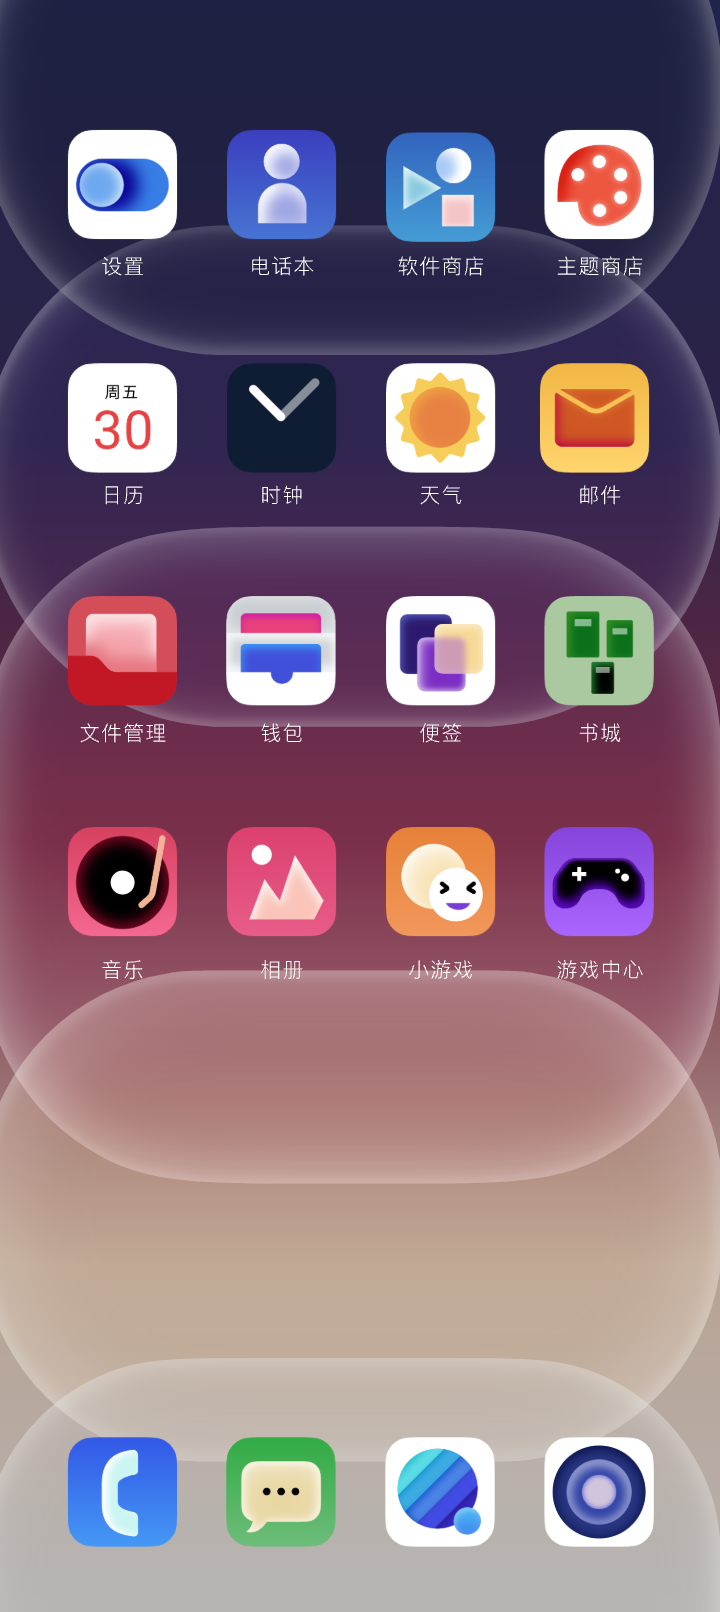 设置
电话本
软件商店
主题商店
周五
30
日历
时钟
天气
邮件
文件管理
钱包
便签
书城
音乐
相册
小游戏
游戏中心